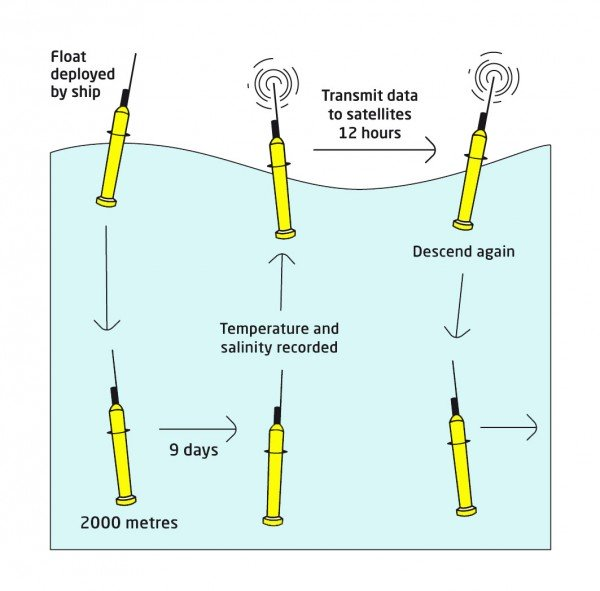 Float
deployed
by ship
Transmit data
to satellites
12 hours
Descend again
Temperature and
salinity recorded
9 days
2000 metres